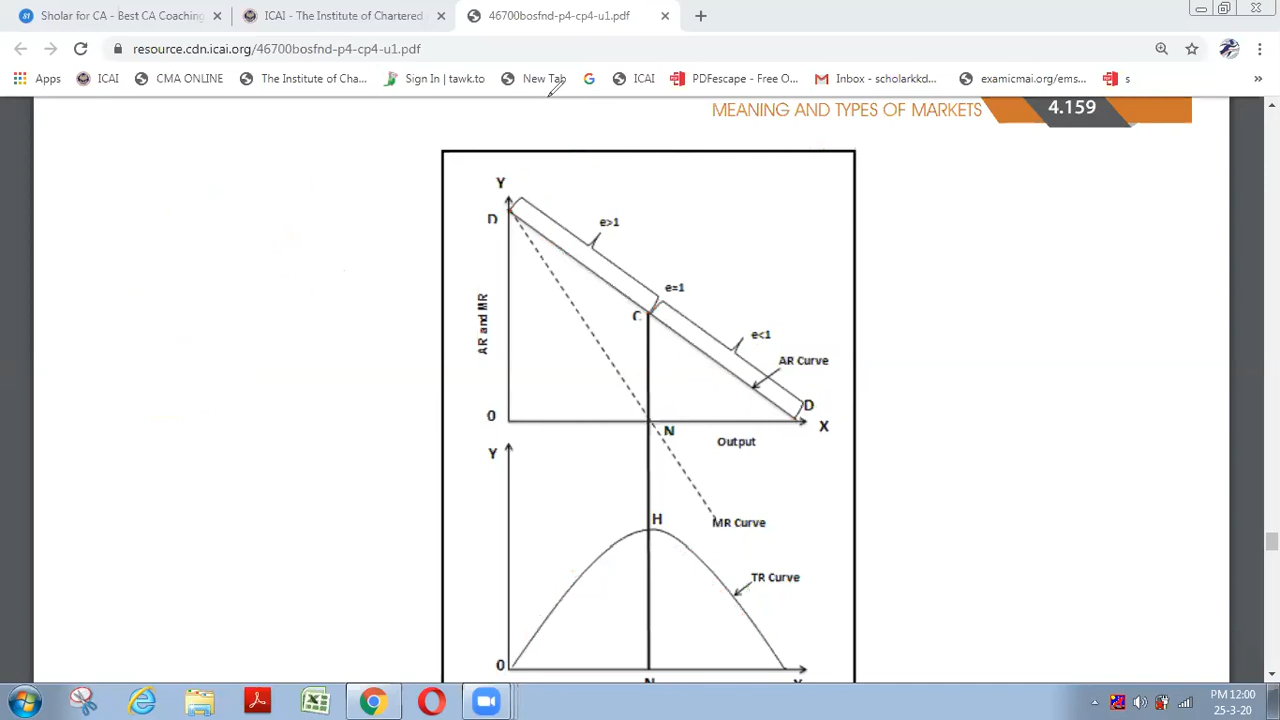 Sholar for CA - Best CA Coaching
ICAI - The Institute of Chartered
46700bosfnd-p4-cp4-u1.pdf
resource.cdn.icai.org/46700bosfnd-p4-cp4-u1.pdf
Apps ICAI CMA ONLINE The Institute of Cha... Sign In | hwk.to New Tab ICAI PDFescape - Free O... Inbox - scholarkkd... examicmai.org/ems... s »
MEANING AND TYPES OF MARKETS 4.159
Y
D
e>1
e=1
C
AR and MR
e<1
AR Curve
D
0
N
X
Output
Y
H
MR Curve
TR Curve
0
PM 12:00
25-3-20